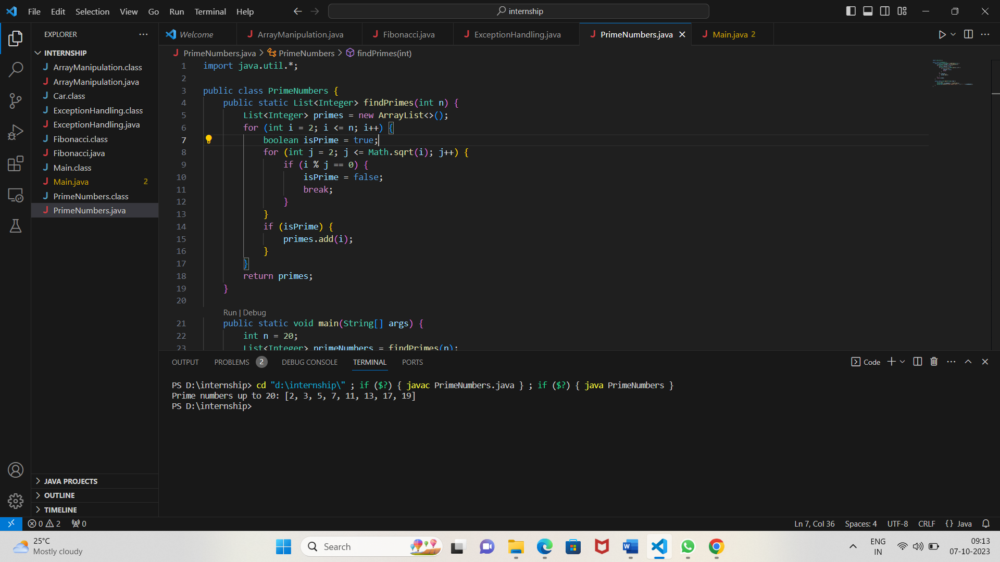 File Edit Selection View Go Run Terminal Help
internship
EXPLORER
INTERNSHIP
ArrayManipulation.class
ArrayManipulation.java
Car.class
ExceptionHandling.class
ExceptionHandling.java
Fibonacci.class
Fibonacci.java
Main.class
Main.java 2
PrimeNumbers.class
PrimeNumbers.java
JAVA PROJECTS
OUTLINE
TIMELINE
Welcome ArrayManipulation.java Fibonacci.java ExceptionHandling.java PrimeNumbers.java Main.java 2
PrimeNumbers.java > PrimeNumbers > findPrimes(int)
1 import java.util.*;
2
3 public class PrimeNumbers {
4 public static List<Integer> findPrimes(int n) {
5 List<Integer> primes = new ArrayList<>();
6 for (int i = 2; i <= n; i++) {
7 boolean isPrime = true;
8 for (int j = 2; j <= Math.sqrt(i); j++) {
9 if (i % j == 0) {
10 isPrime = false;
11 break;
12 }
13 }
14 if (isPrime) {
15 primes.add(i);
16 }
17 }
18 return primes;
19 }
20
Run | Debug
21 public static void main(String[] args) {
22 int n = 20;
23 List<Integer> primeNumbers = findPrimes(n);
OUTPUT PROBLEMS 2 DEBUG CONSOLE TERMINAL PORTS
Code
PS D:\internship> cd "d:\internship\" ; if ($?) { javac PrimeNumbers.java } ; if ($?) { java PrimeNumbers }
Prime numbers up to 20: [2, 3, 5, 7, 11, 13, 17, 19]
PS D:\internship>
0 2 0
Ln 7, Col 36 Spaces: 4 UTF-8 CRLF {} Java
25°C
Mostly cloudy
Search
ENG
IN
09:13
07-10-2023